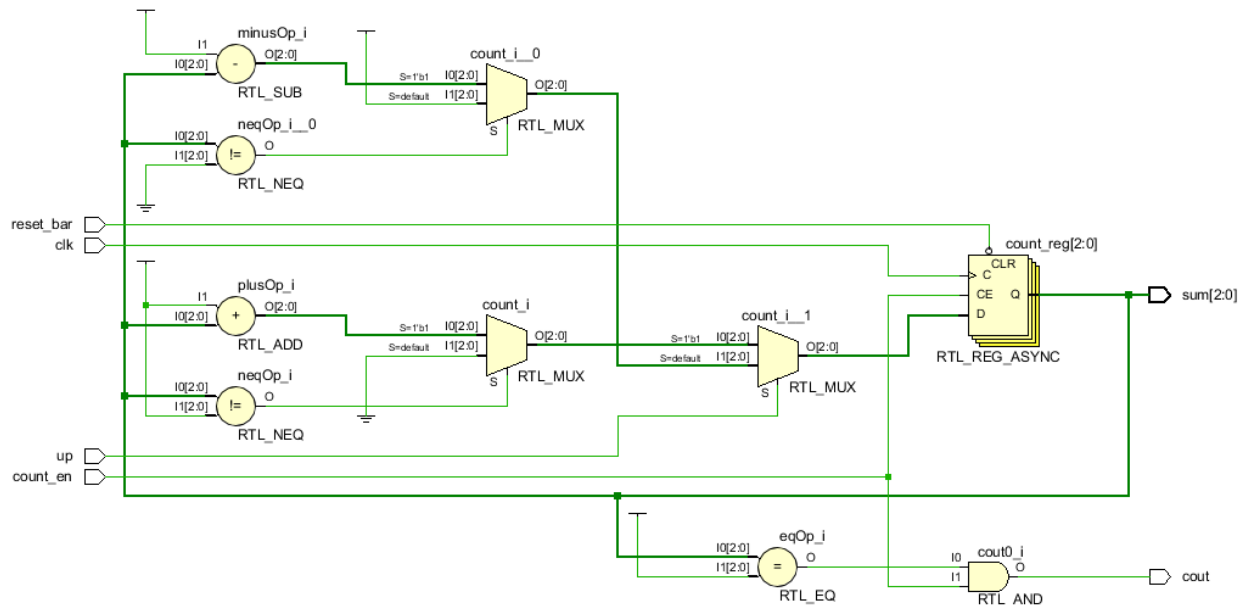 minusOp_i
I1
I0[2:0]
-
O[2:0]
RTL_SUB
count_i__0
S=1'b1
I0[2:0]
S=default
I1[2:0]
O[2:0]
S
RTL_MUX
neqOp_i__0
I0[2:0]
I1[2:0]
!=
O
RTL_NEQ
reset_bar
clk
count_reg[2:0]
CLR
C
CE
Q
D
RTL_REG_ASYNC
sum[2:0]
plusOp_i
I1
I0[2:0]
+
O[2:0]
RTL_ADD
count_i
S=1'b1
I0[2:0]
S=default
I1[2:0]
O[2:0]
S
RTL_MUX
count_i__1
S=1'b1
I0[2:0]
S=default
I1[2:0]
O[2:0]
S
RTL_MUX
neqOp_i
I0[2:0]
I1[2:0]
!=
O
RTL_NEQ
up
count_en
eqOp_i
I0[2:0]
I1[2:0]
=
O
RTL_EQ
cout0_i
I0
I1
O
RTL_AND
cout